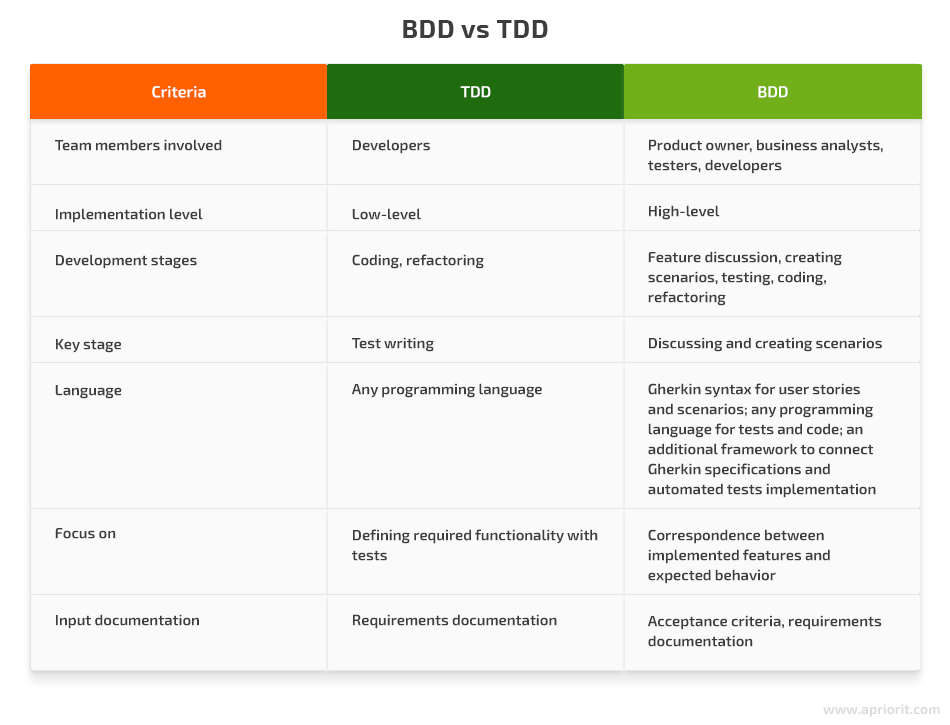 BDD vs TDD
Criteria
TDD
BDD
Team members involved
Developers
Product owner, business analysts,
testers, developers
Implementation level
Low-level
High-level
Development stages
Coding, refactoring
Feature discussion, creating
scenarios, testing, coding,
refactoring
Key stage
Test writing
Discussing and creating scenarios
Language
Any programming language
Gherkin syntax for user stories
and scenarios; any programming
language for tests and code; an
additional framework to connect
Gherkin specifications and
automated tests implementation
Focus on
Defining required functionality with
tests
Correspondence between
implemented features and
expected behavior
Input documentation
Requirements documentation
Acceptance criteria, requirements
documentation
www.apriorit.com